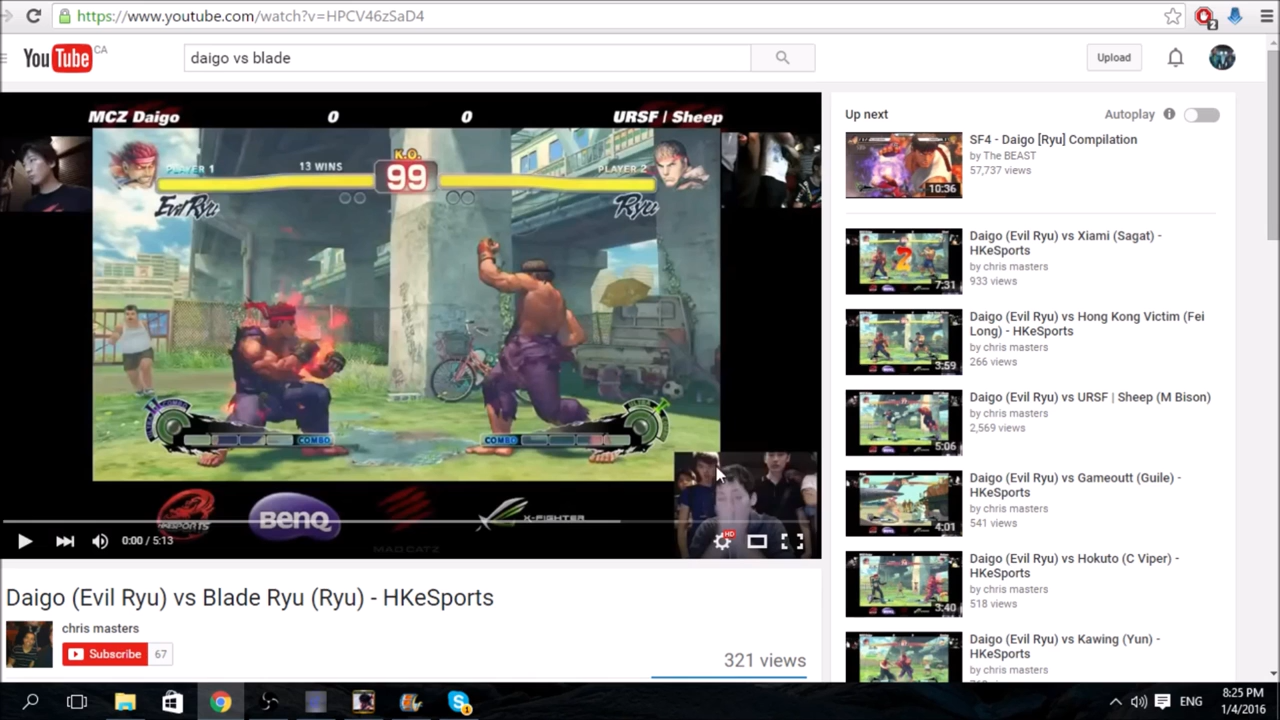 https://www.youtube.com/watch?v=HPCV46zSaD4
2
YouTube CA
daigo vs blade
Upload
MCZ Daigo 0 0 URSF / Sheep
PLAYER 1 13 WINS K.O. PLAYER 2
99
Evil Ryu Ryu
COMBO COMBO
HKESPORTS BenQ MAD CATZ X-FIGHTER
0:00 / 5:13 HD
Daigo (Evil Ryu) vs Blade Ryu (Ryu) - HKeSports
chris masters
Subscribe 67
321 views
Up next Autoplay
SF4 - Daigo [Ryu] Compilation
by The BEAST
57,737 views
10:36
Daigo (Evil Ryu) vs Xiami (Sagat) -
HKeSports
by chris masters
933 views
7:31
Daigo (Evil Ryu) vs Hong Kong Victim (Fei
Long) - HKeSports
by chris masters
266 views
3:59
Daigo (Evil Ryu) vs URSF | Sheep (M Bison)
by chris masters
2,569 views
5:06
Daigo (Evil Ryu) vs Gameoutt (Guile) -
HKeSports
by chris masters
541 views
4:01
Daigo (Evil Ryu) vs Hokuto (C Viper) -
HKeSports
by chris masters
518 views
3:40
Daigo (Evil Ryu) vs Kawing (Yun) -
HKeSports
by chris masters
ENG
8:25 PM
1/4/2016